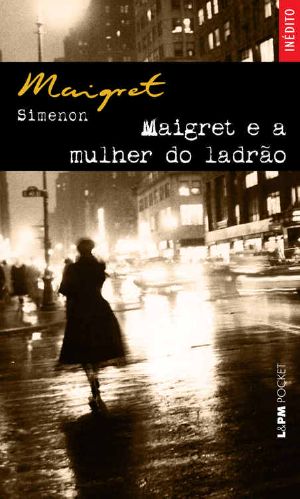 INÉDITO
Maigret
Simenon
Maigret e a
mulher do ladrão
L&PM POCKET